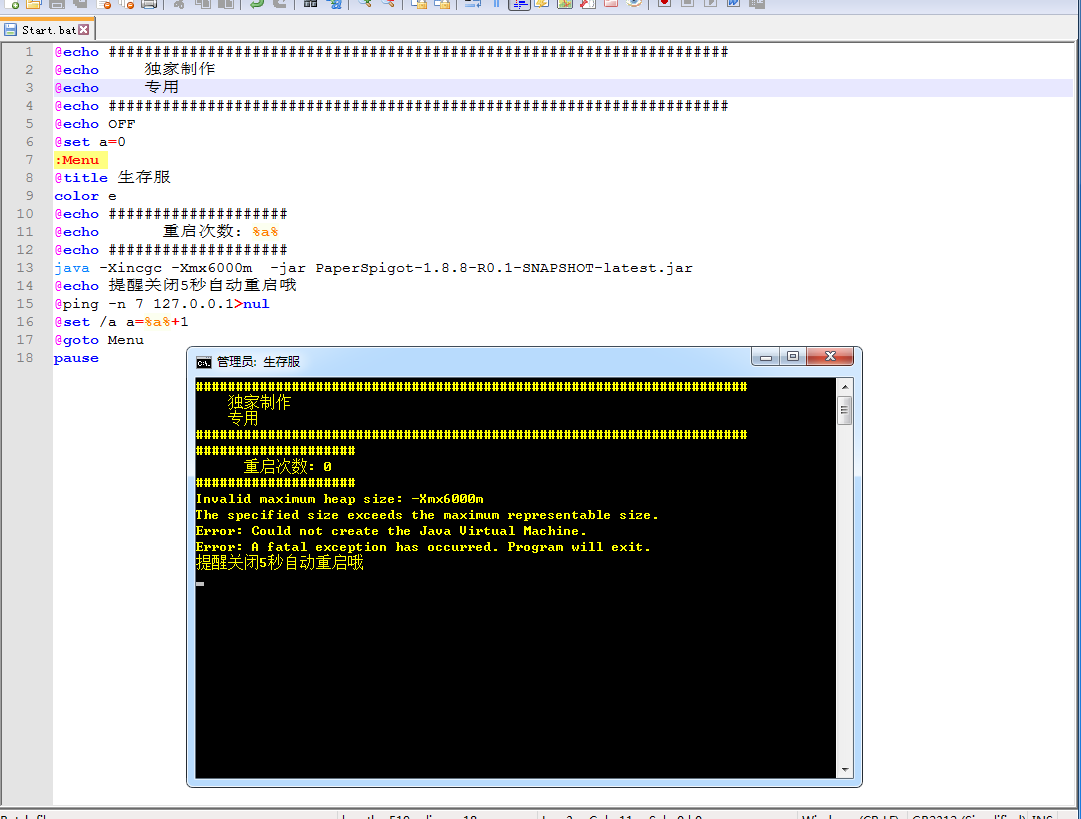 Start.bat
1 @echo #####################################################################
2 @echo 独家制作
3 @echo 专用
4 @echo #####################################################################
5 @echo OFF
6 @set a=0
7 :Menu
8 @title 生存服
9 color e
10 @echo ####################
11 @echo 重启次数: %a%
12 @echo ####################
13 java -Xincgc -Xmx6000m -jar PaperSpigot-1.8.8-R0.1-SNAPSHOT-latest.jar
14 @echo 提醒关闭5秒自动重启哦
15 @ping -n 7 127.0.0.1>nul
16 @set /a a=%a%+1
17 @goto Menu
18 pause
管理员: 生存服
#####################################################################
独家制作
专用
#####################################################################
####################
重启次数: 0
####################
Invalid maximum heap size: -Xmx6000m
The specified size exceeds the maximum representable size.
Error: Could not create the Java Virtual Machine.
Error: A fatal exception has occurred. Program will exit.
提醒关闭5秒自动重启哦